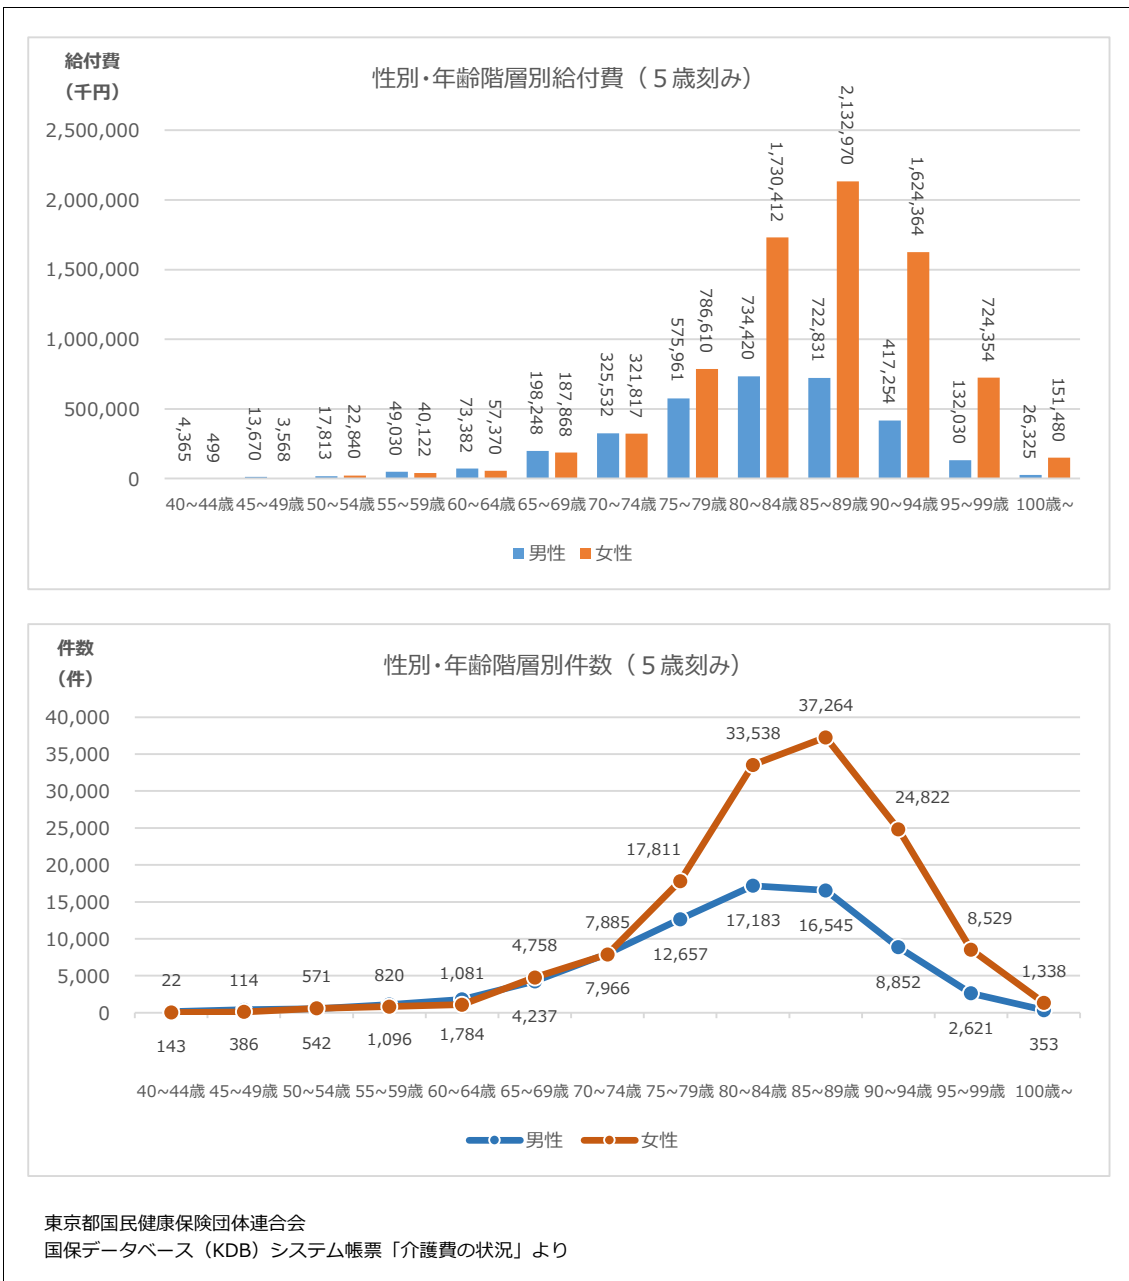 給付費
（千円）
性別・年齢階層別給付費（５歳刻み）
2,500,000
2,000,000
1,500,000
1,000,000
500,000
0
4,365
499
13,670
3,568
17,813
22,840
49,030
40,122
73,382
57,370
198,248
187,868
325,532
321,817
575,961
786,610
734,420
1,730,412
722,831
2,132,970
417,254
1,624,364
132,030
724,354
26,325
151,480
40~44歳 45~49歳 50~54歳 55~59歳 60~64歳 65~69歳 70~74歳 75~79歳 80~84歳 85~89歳 90~94歳 95~99歳 100歳~
男性 女性
件数
（件）
性別・年齢階層別件数（５歳刻み）
40,000
35,000
30,000
25,000
20,000
15,000
10,000
5,000
0
22 114 571 820 1,081 4,758 7,885 17,811 33,538 37,264 24,822 8,529 1,338
143 386 542 1,096 1,784 4,237 7,966 12,657 17,183 16,545 8,852 2,621 353
40~44歳 45~49歳 50~54歳 55~59歳 60~64歳 65~69歳 70~74歳 75~79歳 80~84歳 85~89歳 90~94歳 95~99歳 100歳~
男性 女性
東京都国民健康保険団体連合会
国保データベース（KDB）システム帳票「介護費の状況」より